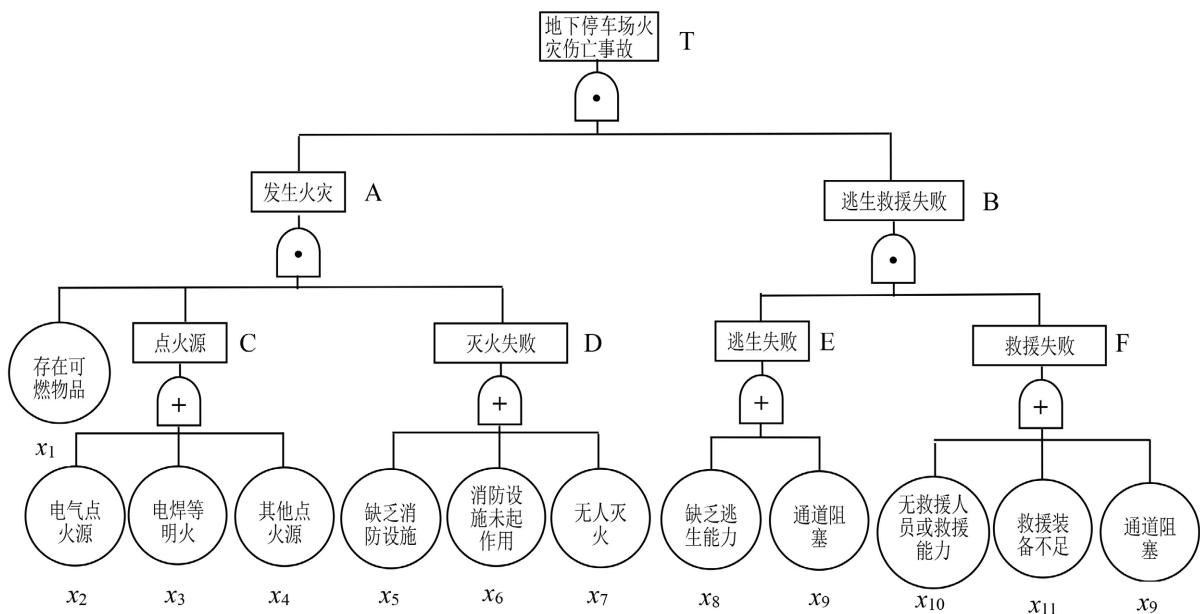 地下停车场火
灾伤亡事故
T
发生火灾
A
逃生救援失败
B
点火源
C
灭火失败
D
逃生失败
E
救援失败
F
存在可
燃物品
x1
+
+
+
+
电气点
火源
电焊等
明火
其他点
火源
缺乏消
防设施
消防设
施未起
作用
无人灭
火
缺乏逃
生能力
通道阻
塞
无救援人
员或救援
能力
救援装
备不足
通道阻
塞
x2
x3
x4
x5
x6
x7
x8
x9
x10
x11
x9